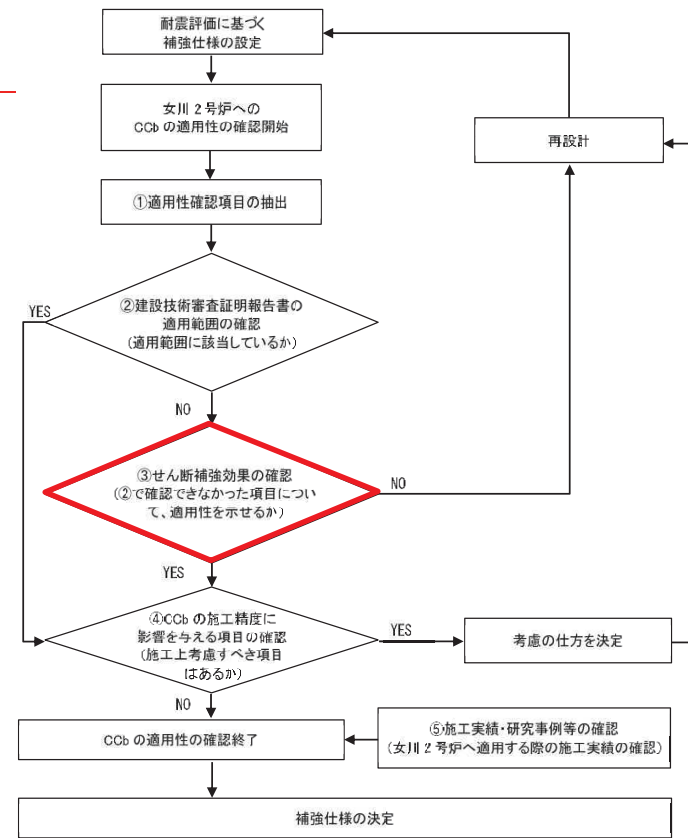 耐震評価に基づく
補強仕様の設定
女川２号炉への
CCb の適用性の確認開始
再設計
①適用性確認項目の抽出
②建設技術審査証明報告書の
適用範囲の確認
(適用範囲に該当しているか)
YES
NO
③せん断補強効果の確認
(②で確認できなかった項目につい
て、適用性を示せるか)
NO
YES
④CCb の施工精度に
影響を与える項目の確認
(施工上考慮すべき項目
はあるか)
YES
考慮の仕方を決定
NO
CCb の適用性の確認終了
⑤施工実績・研究事例等の確認
(女川２号炉へ適用する際の施工実績の確認)
補強仕様の決定